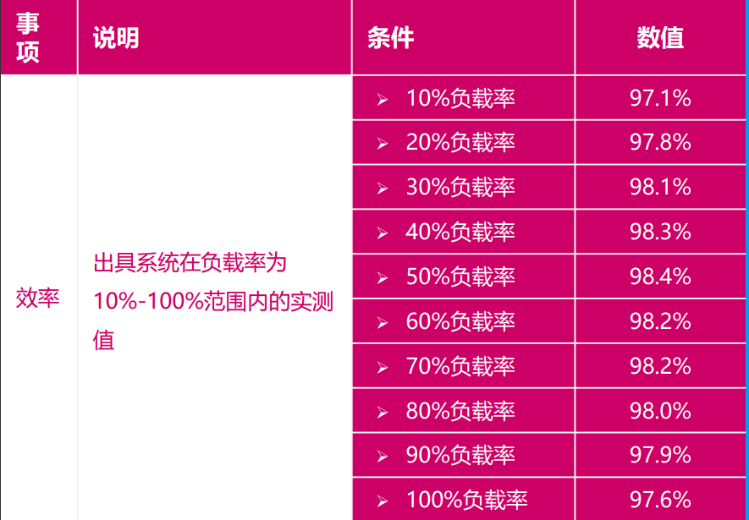 事项 说明 条件 数值
➢ 10%负载率 97.1%
➢ 20%负载率 97.8%
➢ 30%负载率 98.1%
➢ 40%负载率 98.3%
效率
出具系统在负载率为
10%-100%范围内的实测
值
➢ 50%负载率 98.4%
➢ 60%负载率 98.2%
➢ 70%负载率 98.2%
➢ 80%负载率 98.0%
➢ 90%负载率 97.9%
➢ 100%负载率 97.6%